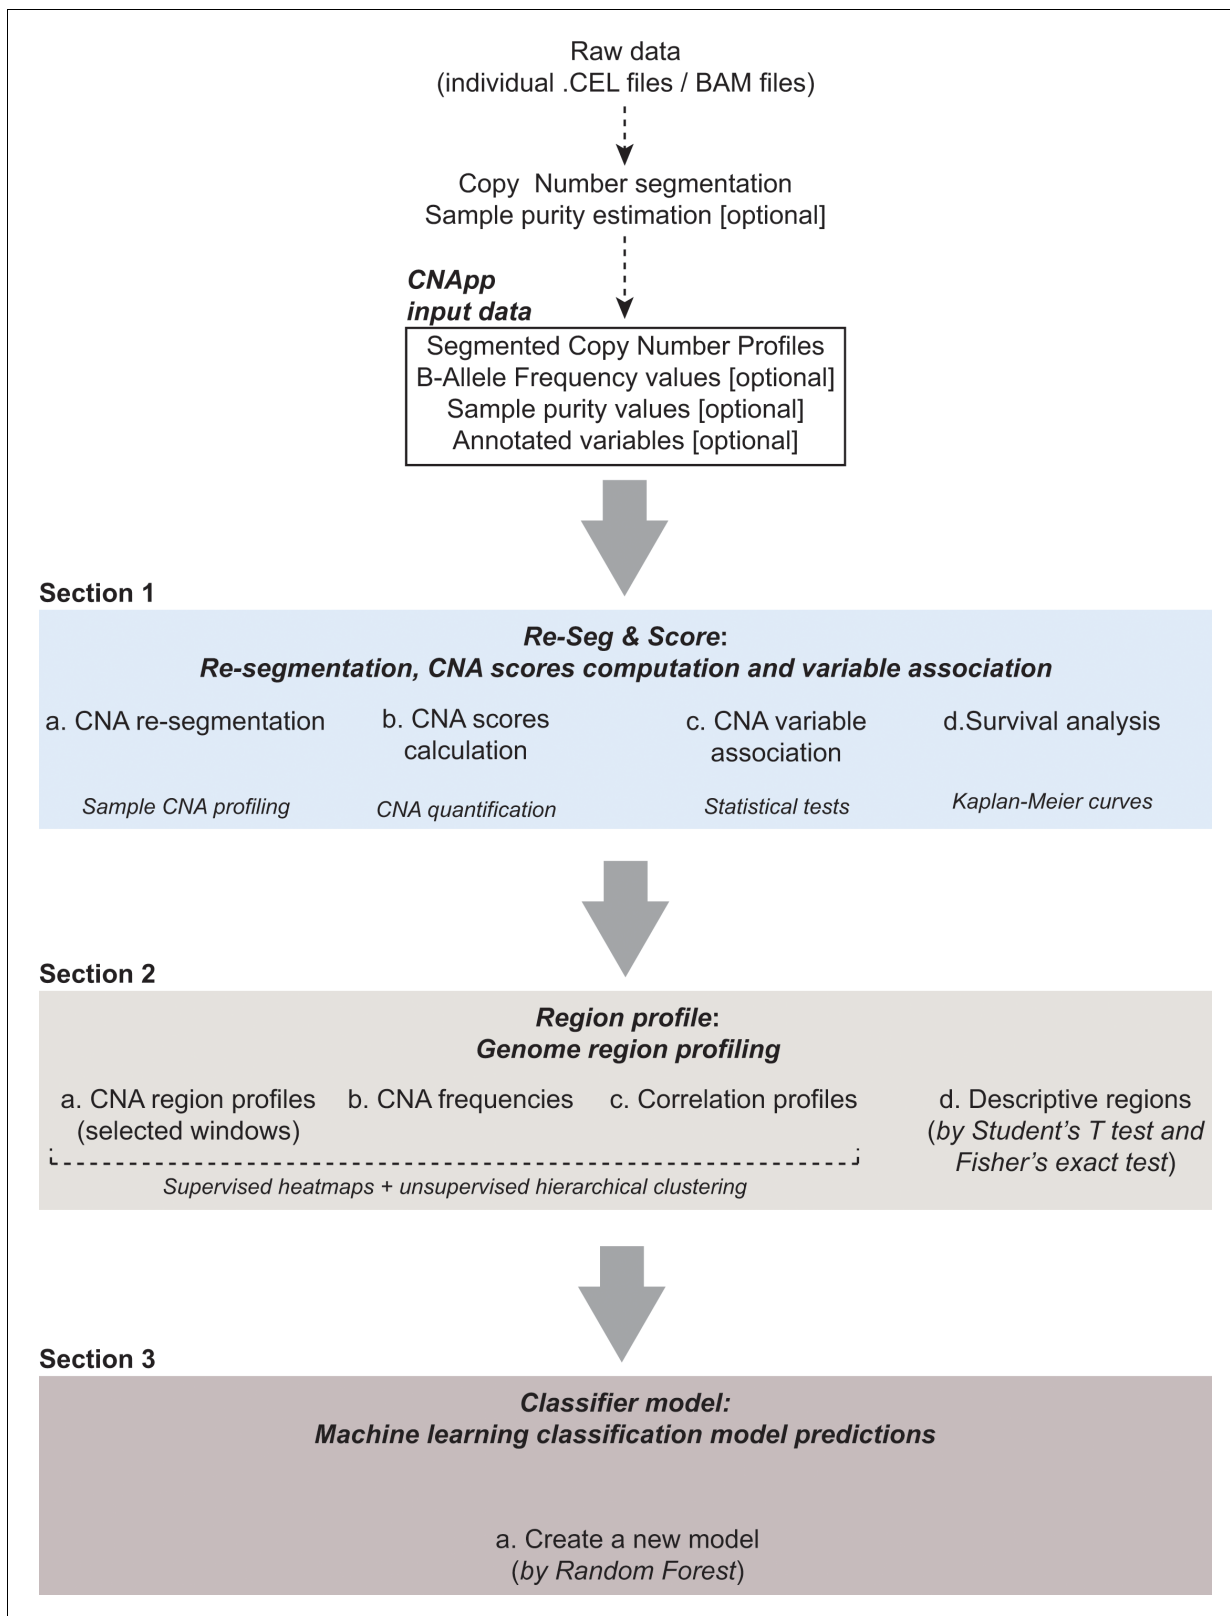 Raw data
(individual .CEL files / BAM files)
Copy Number segmentation
Sample purity estimation [optional]
CNApp
input data
Segmented Copy Number Profiles
B-Allele Frequency values [optional]
Sample purity values [optional]
Annotated variables [optional]
Section 1
Re-Seg & Score:
Re-segmentation, CNA scores computation and variable association
a. CNA re-segmentation
Sample CNA profiling
b. CNA scores
calculation
CNA quantification
c. CNA variable
association
Statistical tests
d.Survival analysis
Kaplan-Meier curves
Section 2
Region profile:
Genome region profiling
a. CNA region profiles
(selected windows)
b. CNA frequencies
c. Correlation profiles
Supervised heatmaps + unsupervised hierarchical clustering
d. Descriptive regions
(by Student’s T test and
Fisher’s exact test)
Section 3
Classifier model:
Machine learning classification model predictions
a. Create a new model
(by Random Forest)